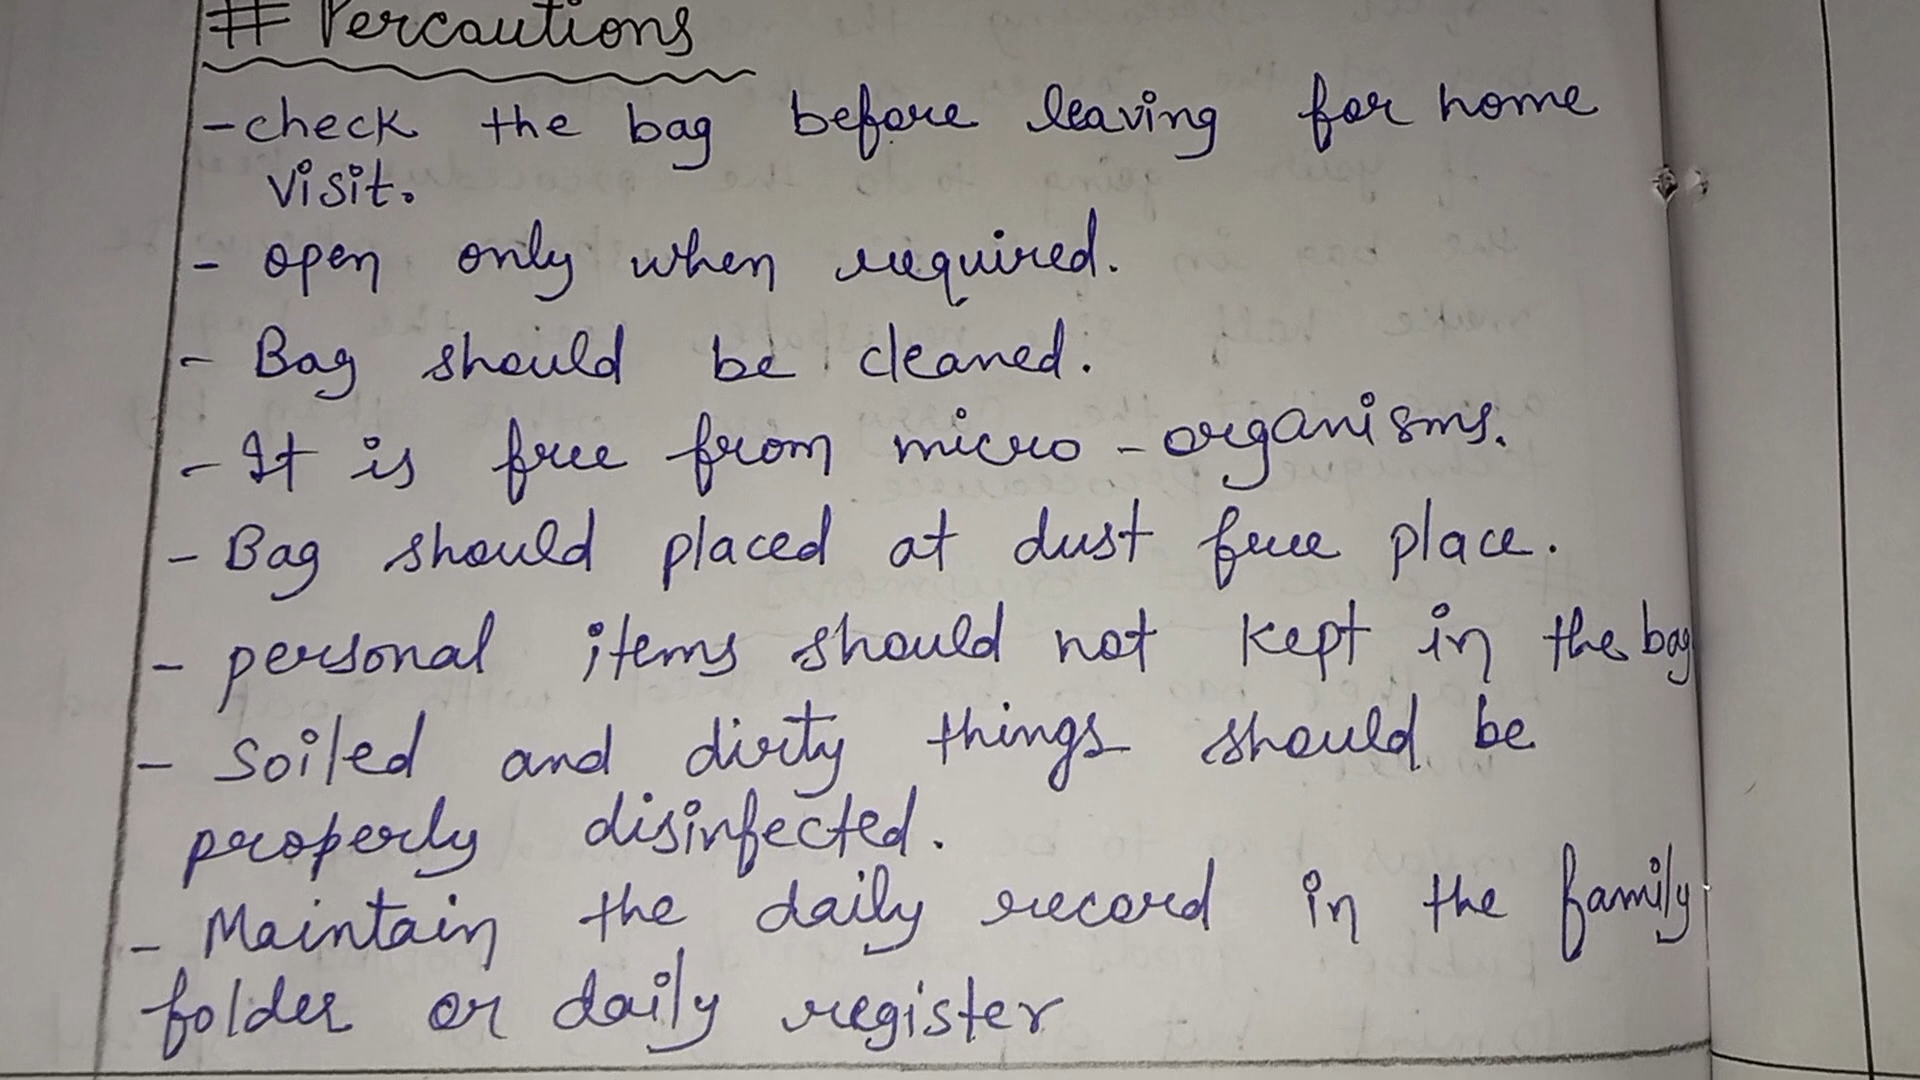 # Percautions
- check the bag before leaving for home
visit.
- open only when required.
- Bag should be cleaned.
- It is free from micro - organisms.
- Bag should placed at dust free place.
- personal items should not kept in the bag
- Soiled and dirty things should be
properly disinfected.
- Maintain the daily record in the family
folder or daily register